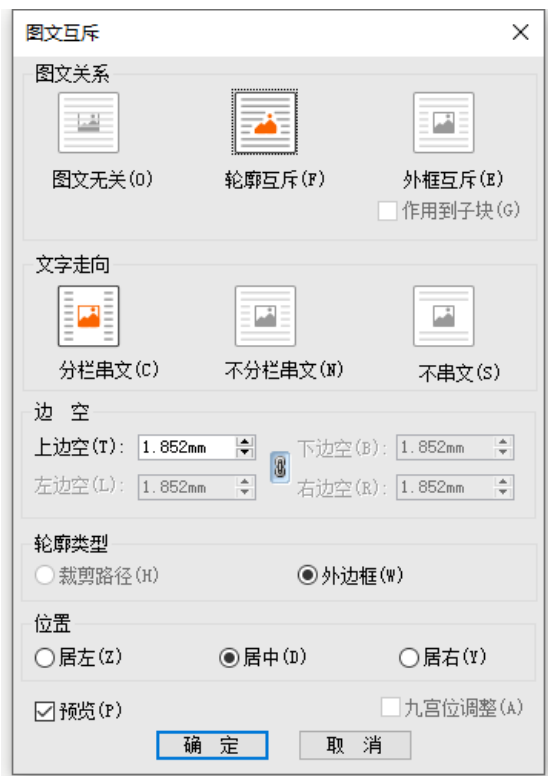 图文互斥
图文关系
图文无关(O) 轮廓互斥(F) 外框互斥(E)
作用到子块(G)
文字走向
分栏串文(C) 不分栏串文(N) 不串文(S)
边 空
上边空(T): 1.852mm 下边空(B): 1.852mm
左边空(L): 1.852mm 右边空(R): 1.852mm
轮廓类型
裁剪路径(H) 外边框(W)
位置
居左(Z) 居中(D) 居右(Y)
预览(P) 九宫位调整(A)
确 定 取 消